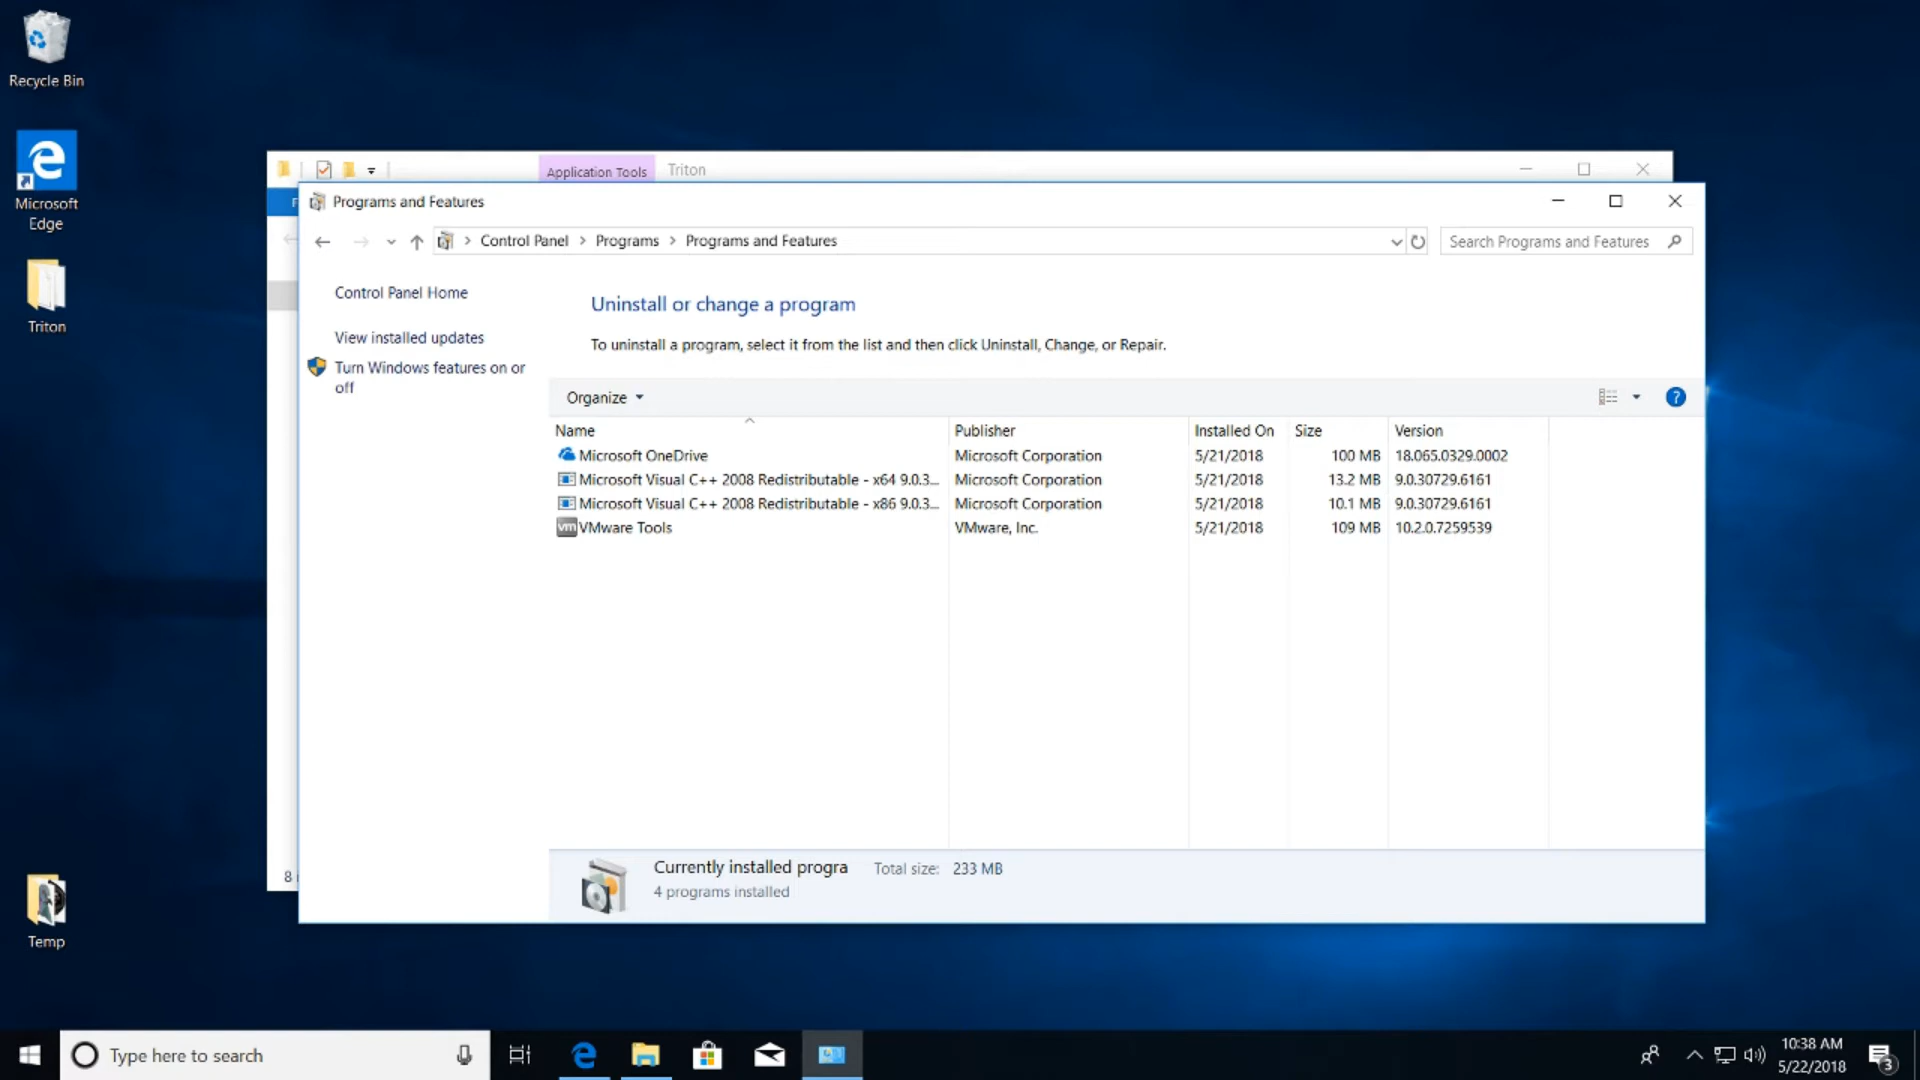 Recycle Bin
Microsoft
Edge
Triton
Temp
Application Tools
Triton
F
Programs and Features
Control Panel
Programs
Programs and Features
Search Programs and Features
Control Panel Home
View installed updates
Turn Windows features on or
off
Uninstall or change a program
To uninstall a program, select it from the list and then click Uninstall, Change, or Repair.
Organize
?
Name Publisher Installed On Size Version
Microsoft OneDrive Microsoft Corporation 5/21/2018 100 MB 18.065.0329.0002
Microsoft Visual C++ 2008 Redistributable - x64 9.0.3... Microsoft Corporation 5/21/2018 13.2 MB 9.0.30729.6161
Microsoft Visual C++ 2008 Redistributable - x86 9.0.3... Microsoft Corporation 5/21/2018 10.1 MB 9.0.30729.6161
vm VMware Tools VMware, Inc. 5/21/2018 109 MB 10.2.0.7259539
8
Currently installed progra Total size: 233 MB
4 programs installed
Type here to search
10:38 AM
5/22/2018
3